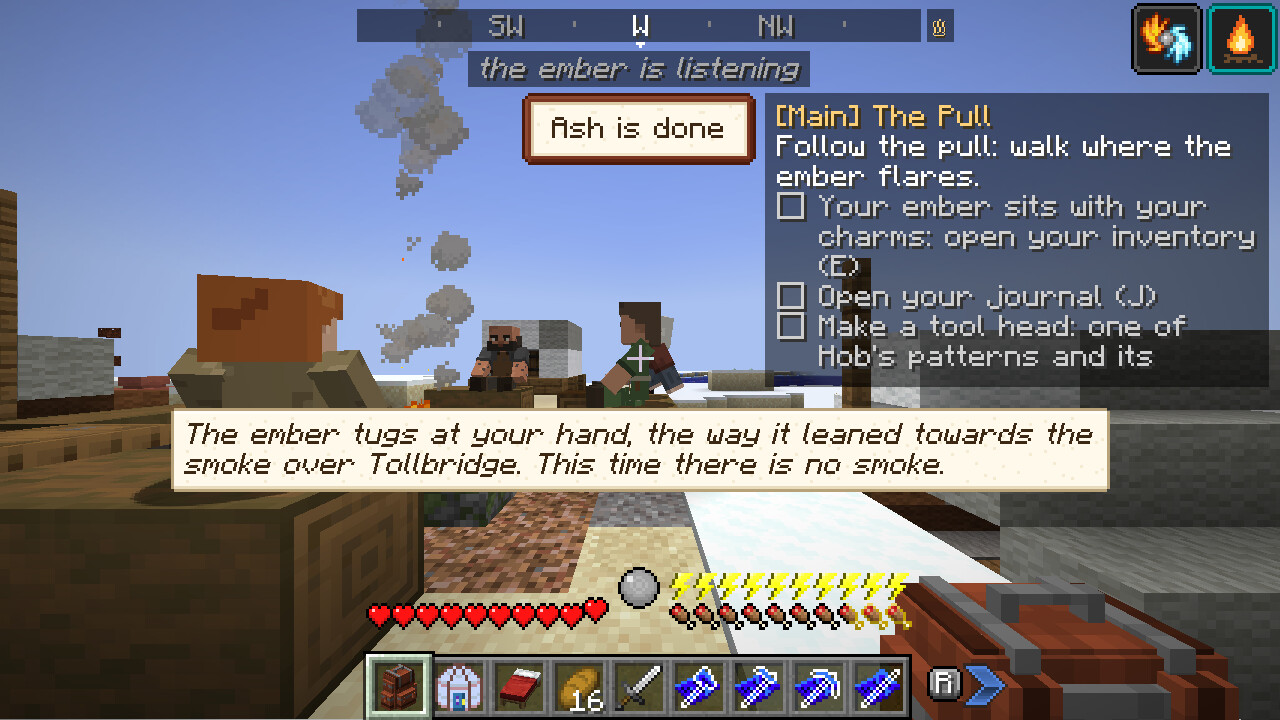 SW W NW
the ember is listening
Ash is done
[Main] The Pull
Follow the pull: walk where the
ember flares.
Your ember sits with your
charms: open your inventory
(E)
Open your journal (J)
Make a tool head: one of
Hob's patterns and its
The ember tugs at your hand, the way it leaned towards the
smoke over Tollbridge. This time there is no smoke.
16
R